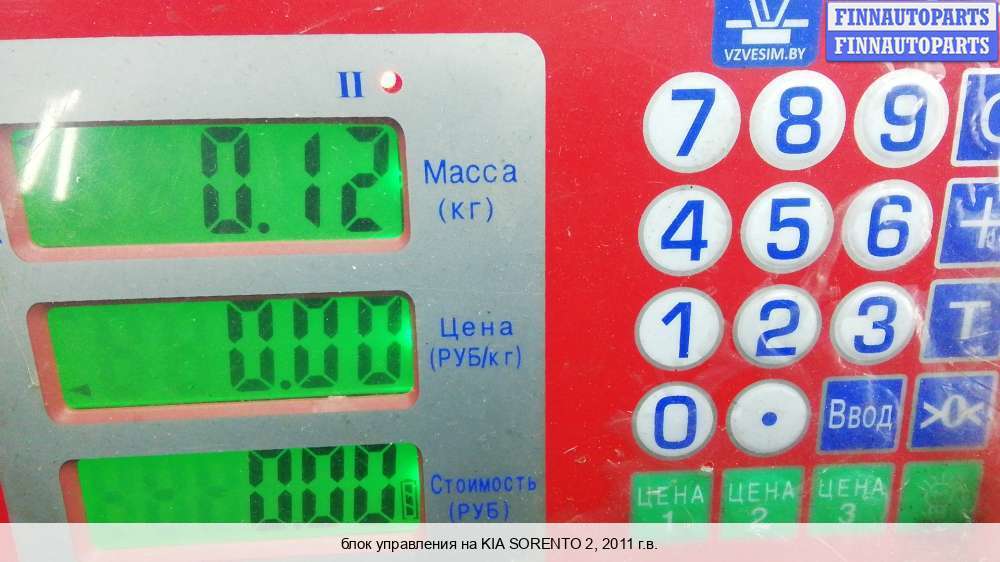 VZVESIM.BY
FINNAUTOPARTS
FINNAUTOPARTS
II
0.12
Масса
(кг)
0.00
Цена
(РУБ/кг)
000
Стоимость
(РУБ)
7 8 9 C
4 5 6 +
1 2 3 T
0 . Ввод >0<
ЦЕНА 1 ЦЕНА 2 ЦЕНА 3
блок управления на KIA SORENTO 2, 2011 г.в.